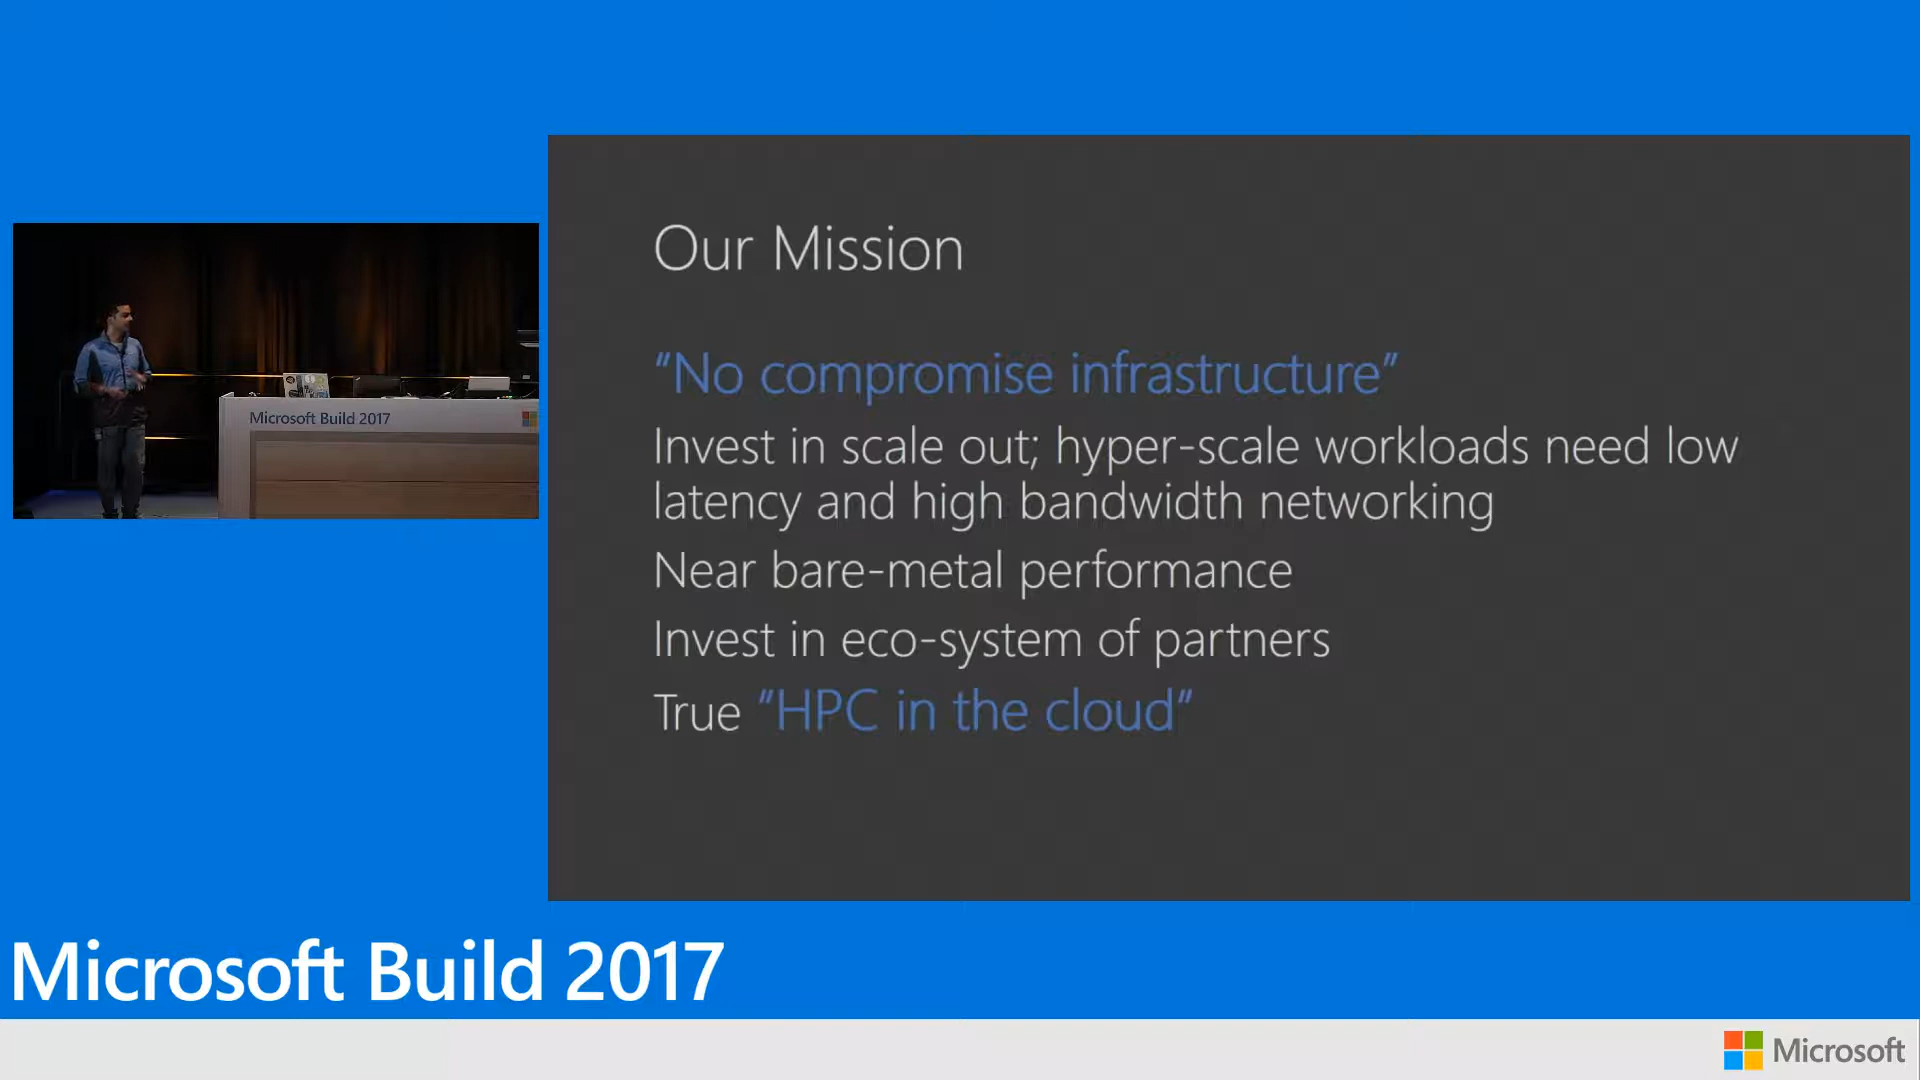 Our Mission
“No compromise infrastructure”
Invest in scale out; hyper-scale workloads need low
latency and high bandwidth networking
Near bare-metal performance
Invest in eco-system of partners
True “HPC in the cloud”
Microsoft Build 2017
Microsoft Build 2017
Microsoft